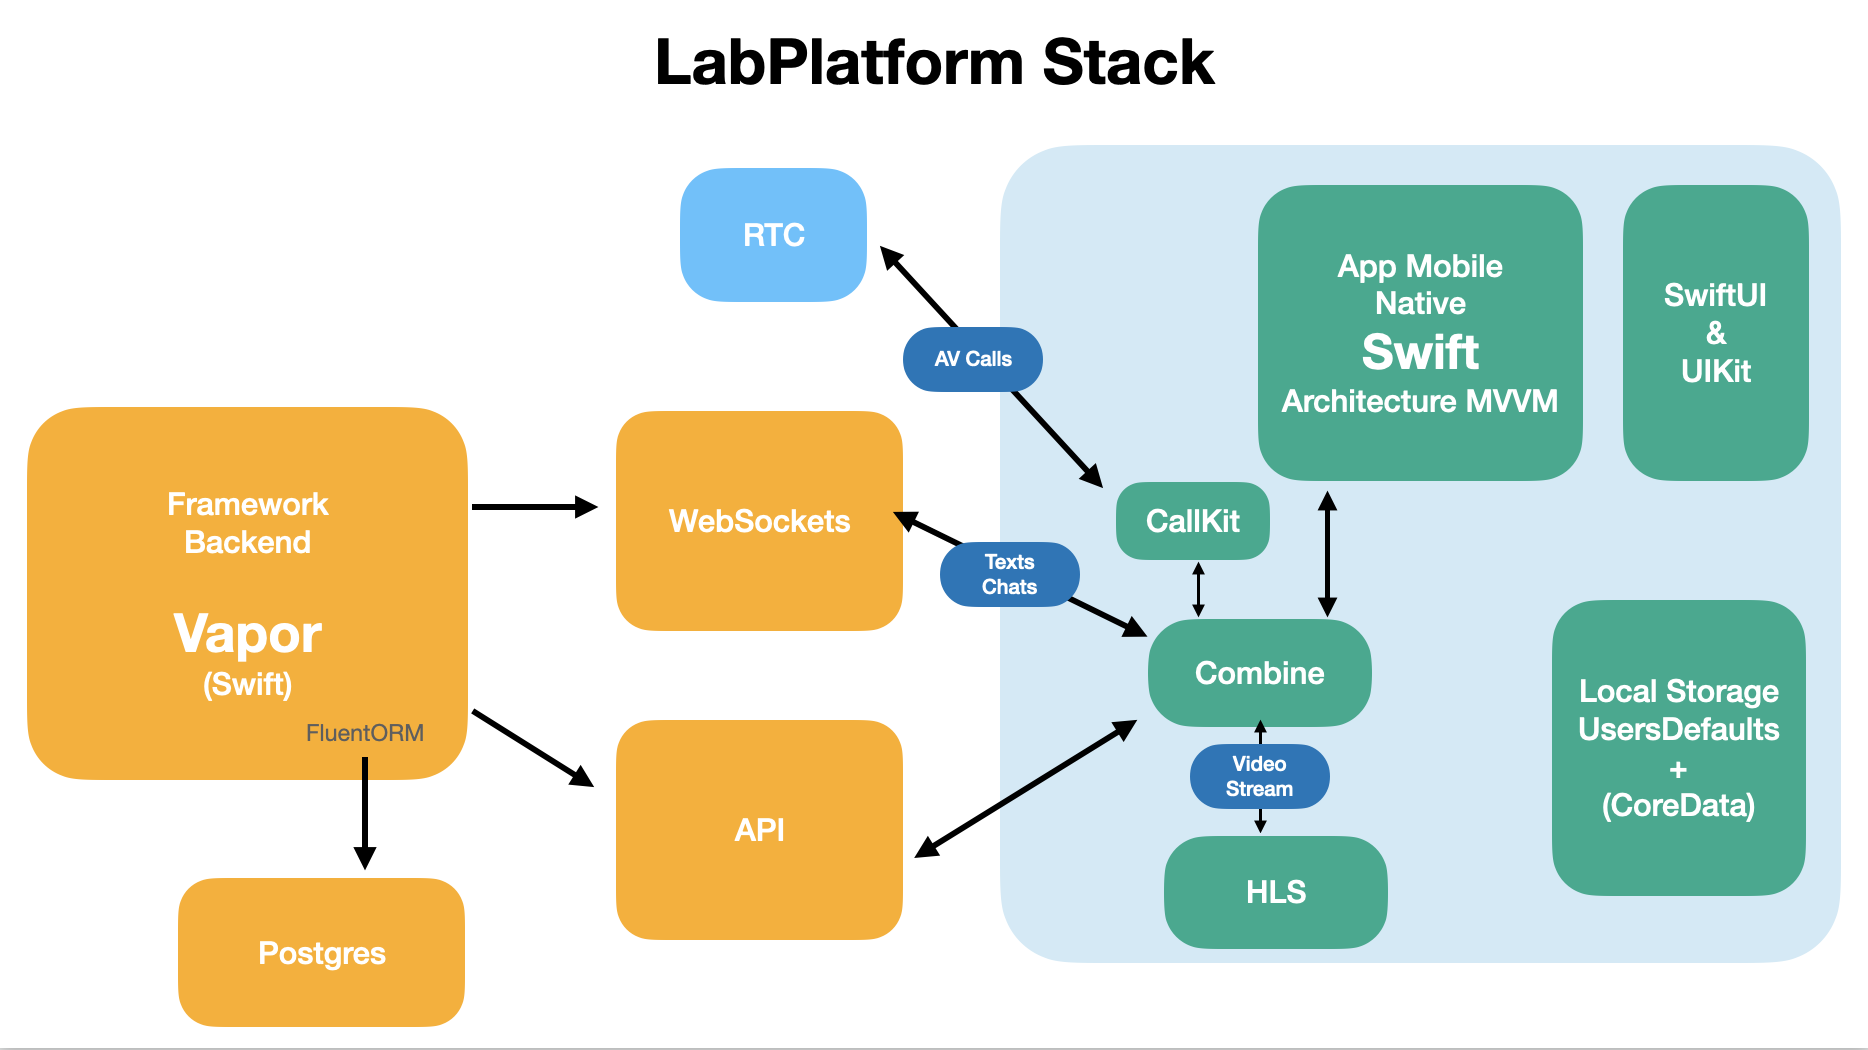 LabPlatform Stack
RTC
AV Calls
App Mobile
Native
Swift
Architecture MVVM
SwiftUI
&
UIKit
Framework
Backend
Vapor
(Swift)
FluentORM
WebSockets
Texts
Chats
CallKit
Combine
Video
Stream
HLS
Local Storage
UsersDefaults
+
(CoreData)
API
Postgres